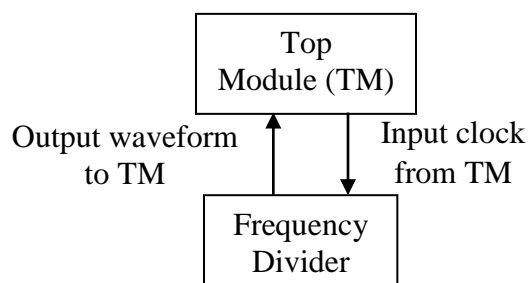 Top
Module (TM)
Output waveform
to TM
Input clock
from TM
Frequency
Divider